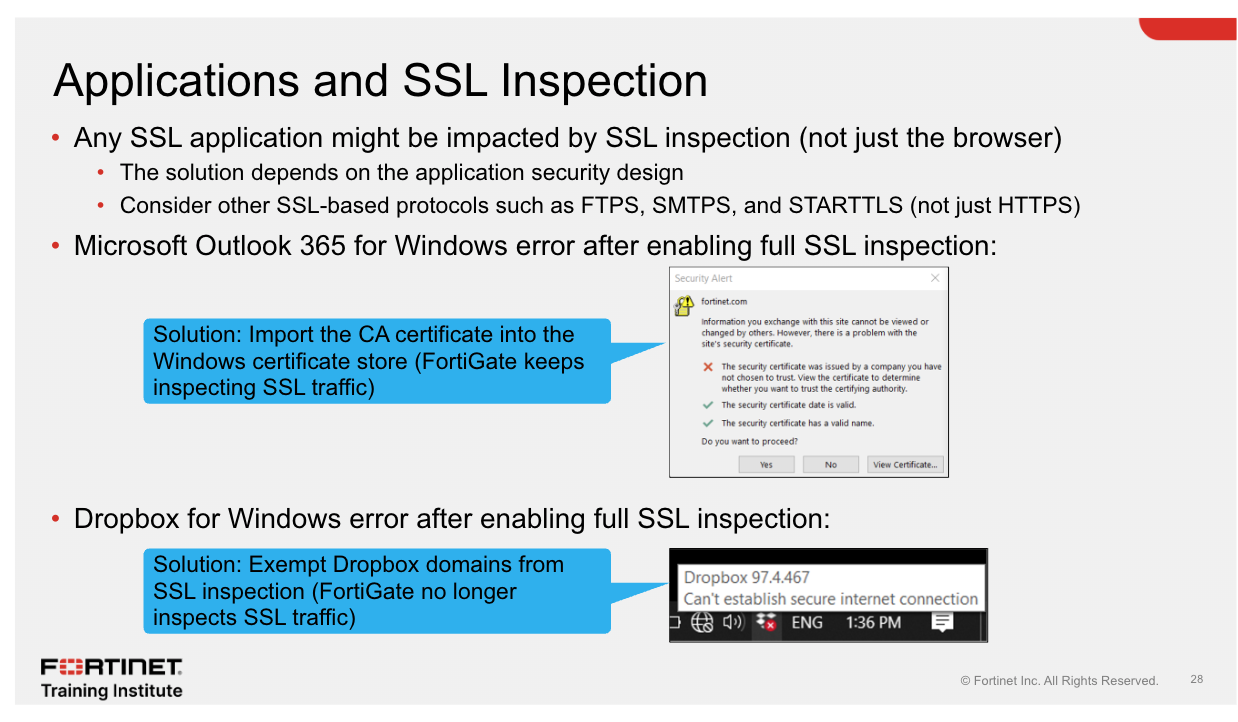 Applications and SSL Inspection
• Any SSL application might be impacted by SSL inspection (not just the browser)
• The solution depends on the application security design
• Consider other SSL-based protocols such as FTPS, SMTPS, and STARTTLS (not just HTTPS)
• Microsoft Outlook 365 for Windows error after enabling full SSL inspection:
Solution: Import the CA certificate into the
Windows certificate store (FortiGate keeps
inspecting SSL traffic)
Security Alert
fortinet.com
Information you exchange with this site cannot be viewed or
changed by others. However, there is a problem with the
site's security certificate.
The security certificate was issued by a company you have
not chosen to trust. View the certificate to determine
whether you want to trust the certifying authority.
The security certificate date is valid.
The security certificate has a valid name.
Do you want to proceed?
Yes No View Certificate...
• Dropbox for Windows error after enabling full SSL inspection:
Solution: Exempt Dropbox domains from
SSL inspection (FortiGate no longer
inspects SSL traffic)
Dropbox 97.4.467
Can't establish secure internet connection
ENG 1:36 PM
FORTINET
Training Institute
© Fortinet Inc. All Rights Reserved. 28